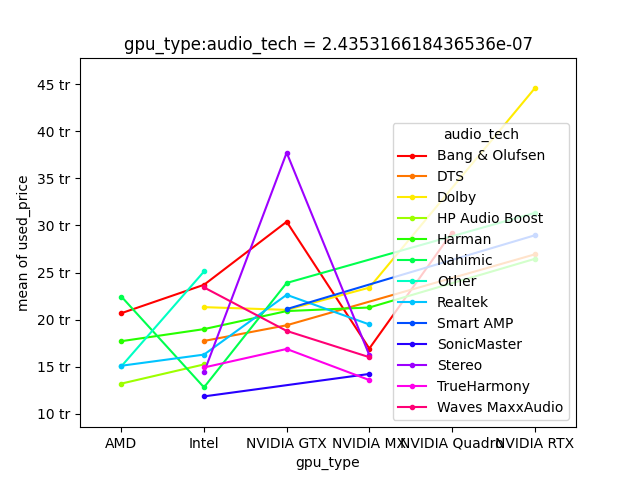 gpu_type:audio_tech = 2.435316618436536e-07
45 tr
40 tr
35 tr
30 tr
25 tr
20 tr
15 tr
10 tr
mean of used_price
audio_tech
Bang & Olufsen
DTS
Dolby
HP Audio Boost
Harman
Nahimic
Other
Realtek
Smart AMP
SonicMaster
Stereo
TrueHarmony
Waves MaxxAudio
AMD Intel NVIDIA GTX NVIDIA MX NVIDIA Quadro NVIDIA RTX
gpu_type